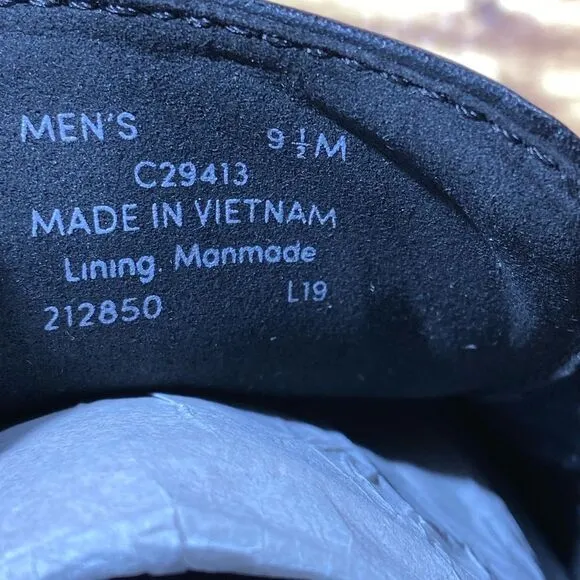 MEN'S 9 ½ M
C29413
MADE IN VIETNAM
Lining. Manmade
212850 L19